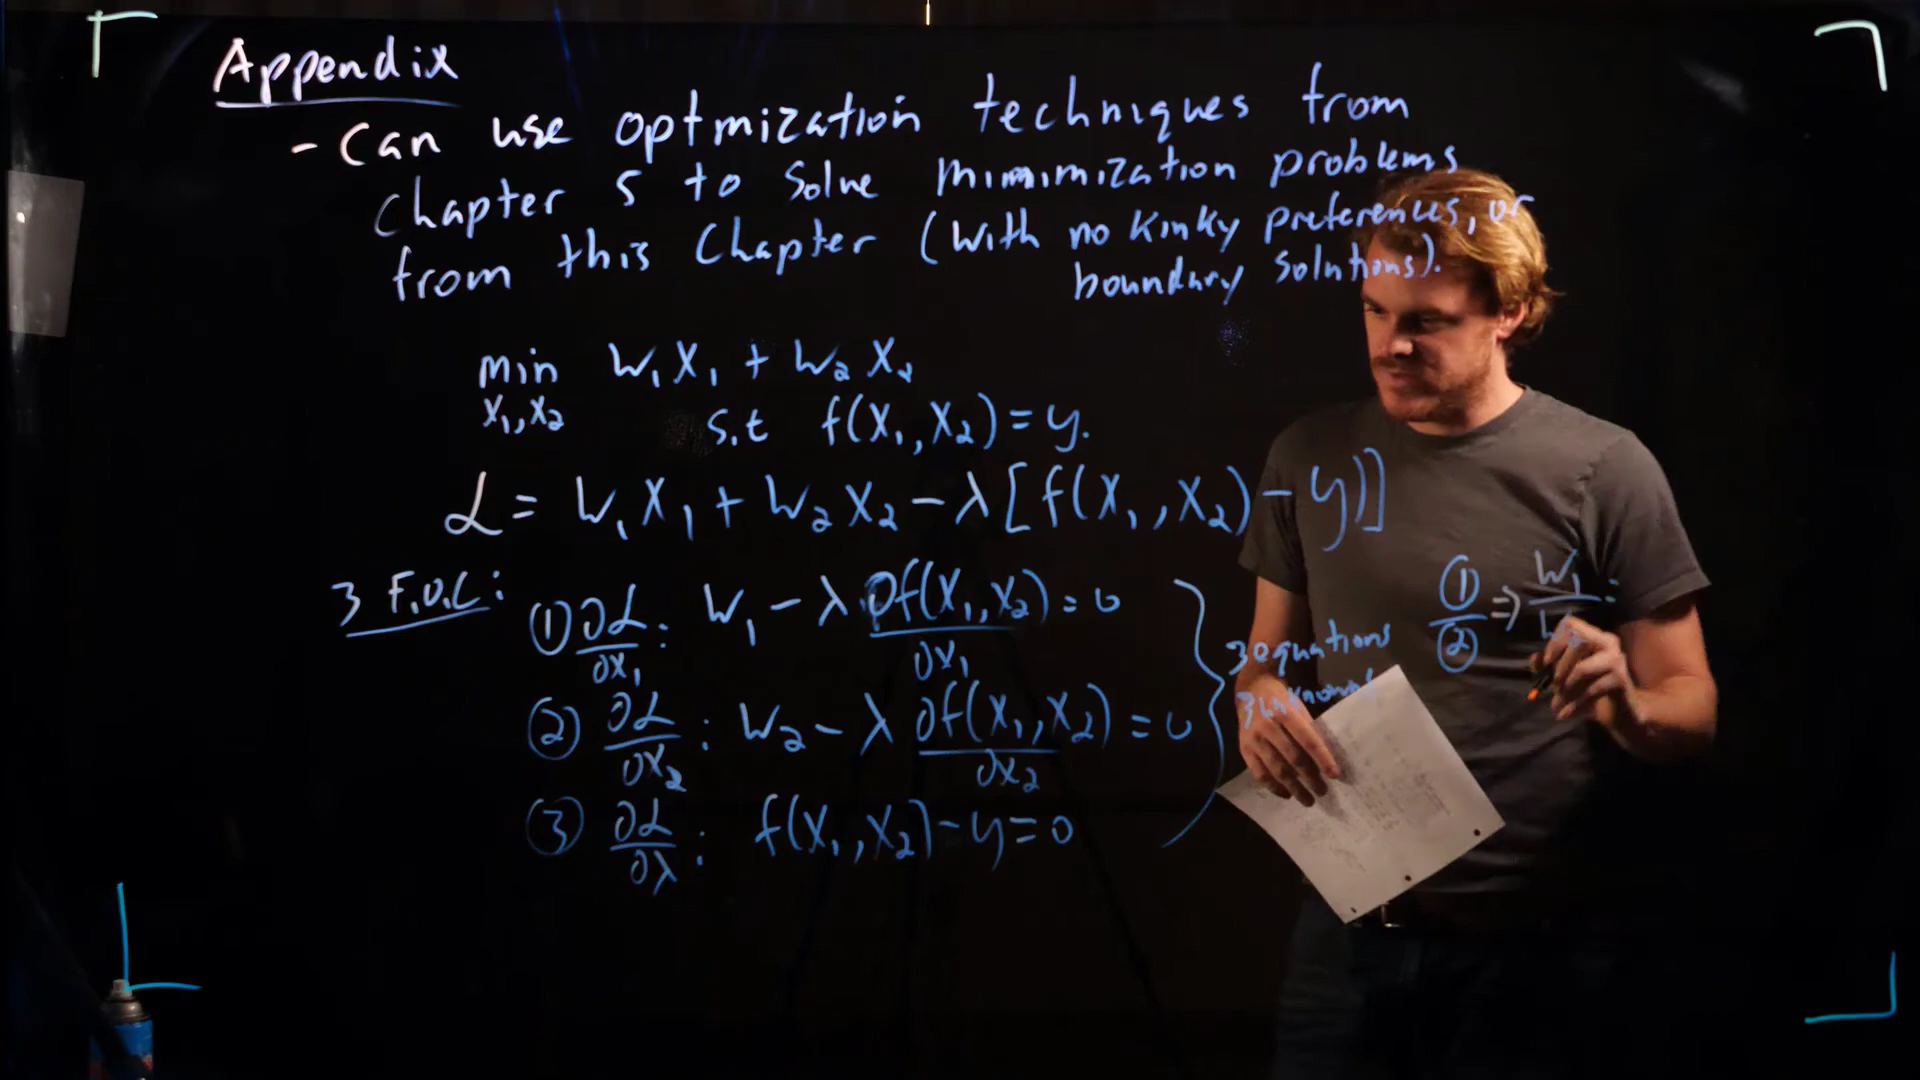 Appendix
- Can use optmization techniques from
Chapter 5 to solve minimization problems
from this Chapter (with no kinky preferences, or
boundary solutions).
min w₁x₁ + w₂x₂
x₁,x₂
s.t f(x₁,x₂)=y.
ℒ = w₁x₁ + w₂x₂ - λ[f(x₁,x₂)-y)]
3 F.O.C:
① ∂ℒ/∂x₁ : w₁ - λ ∂f(x₁,x₂)/∂x₁ = 0
② ∂ℒ/∂x₂ : w₂ - λ ∂f(x₁,x₂)/∂x₂ = 0
③ ∂ℒ/∂λ : f(x₁,x₂)-y=0
3 equations
3 unknowns
①/② ⇒ w₁/